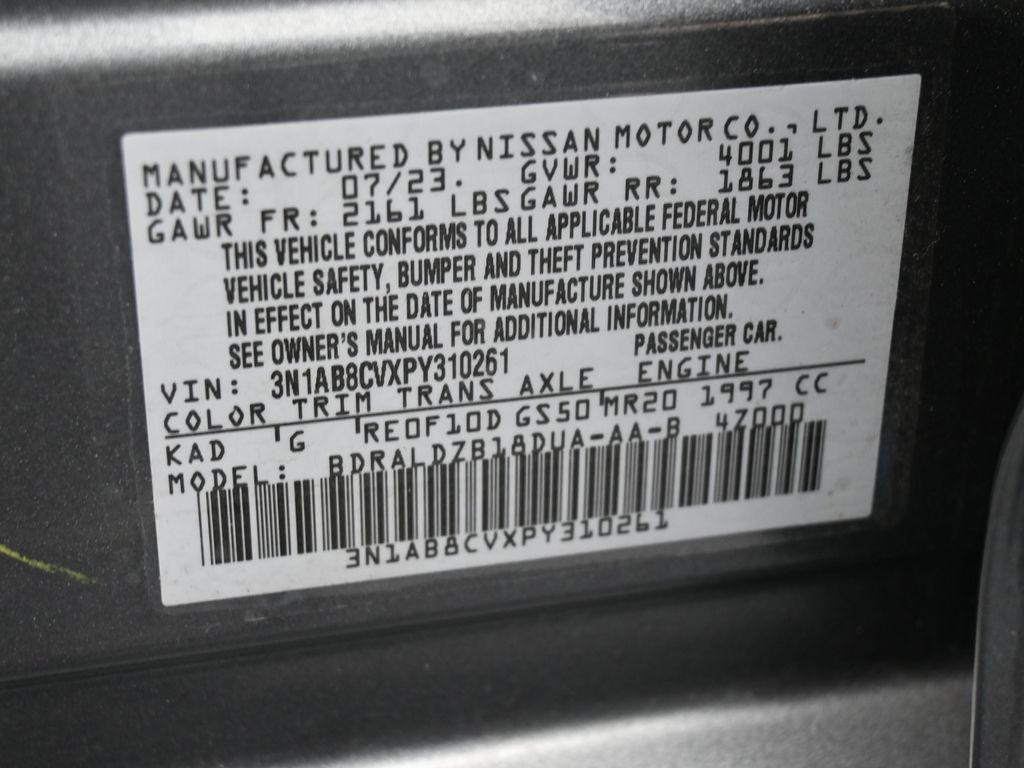 MANUFACTURED BY NISSAN MOTOR CO., LTD.
DATE: 07/23. GVWR: 4001 LBS
GAWR FR: 2161 LBS GAWR RR: 1863 LBS
THIS VEHICLE CONFORMS TO ALL APPLICABLE FEDERAL MOTOR
VEHICLE SAFETY, BUMPER AND THEFT PREVENTION STANDARDS
IN EFFECT ON THE DATE OF MANUFACTURE SHOWN ABOVE.
SEE OWNER'S MANUAL FOR ADDITIONAL INFORMATION.
VIN: 3N1AB8CVXPY310261 PASSENGER CAR.
COLOR TRIM TRANS AXLE ENGINE
KAD G RE0F10D GS50 MR20 1997 CC
MODEL: BDRALDZB18DUA-AA-B 4Z000
3N1AB8CVXPY310261